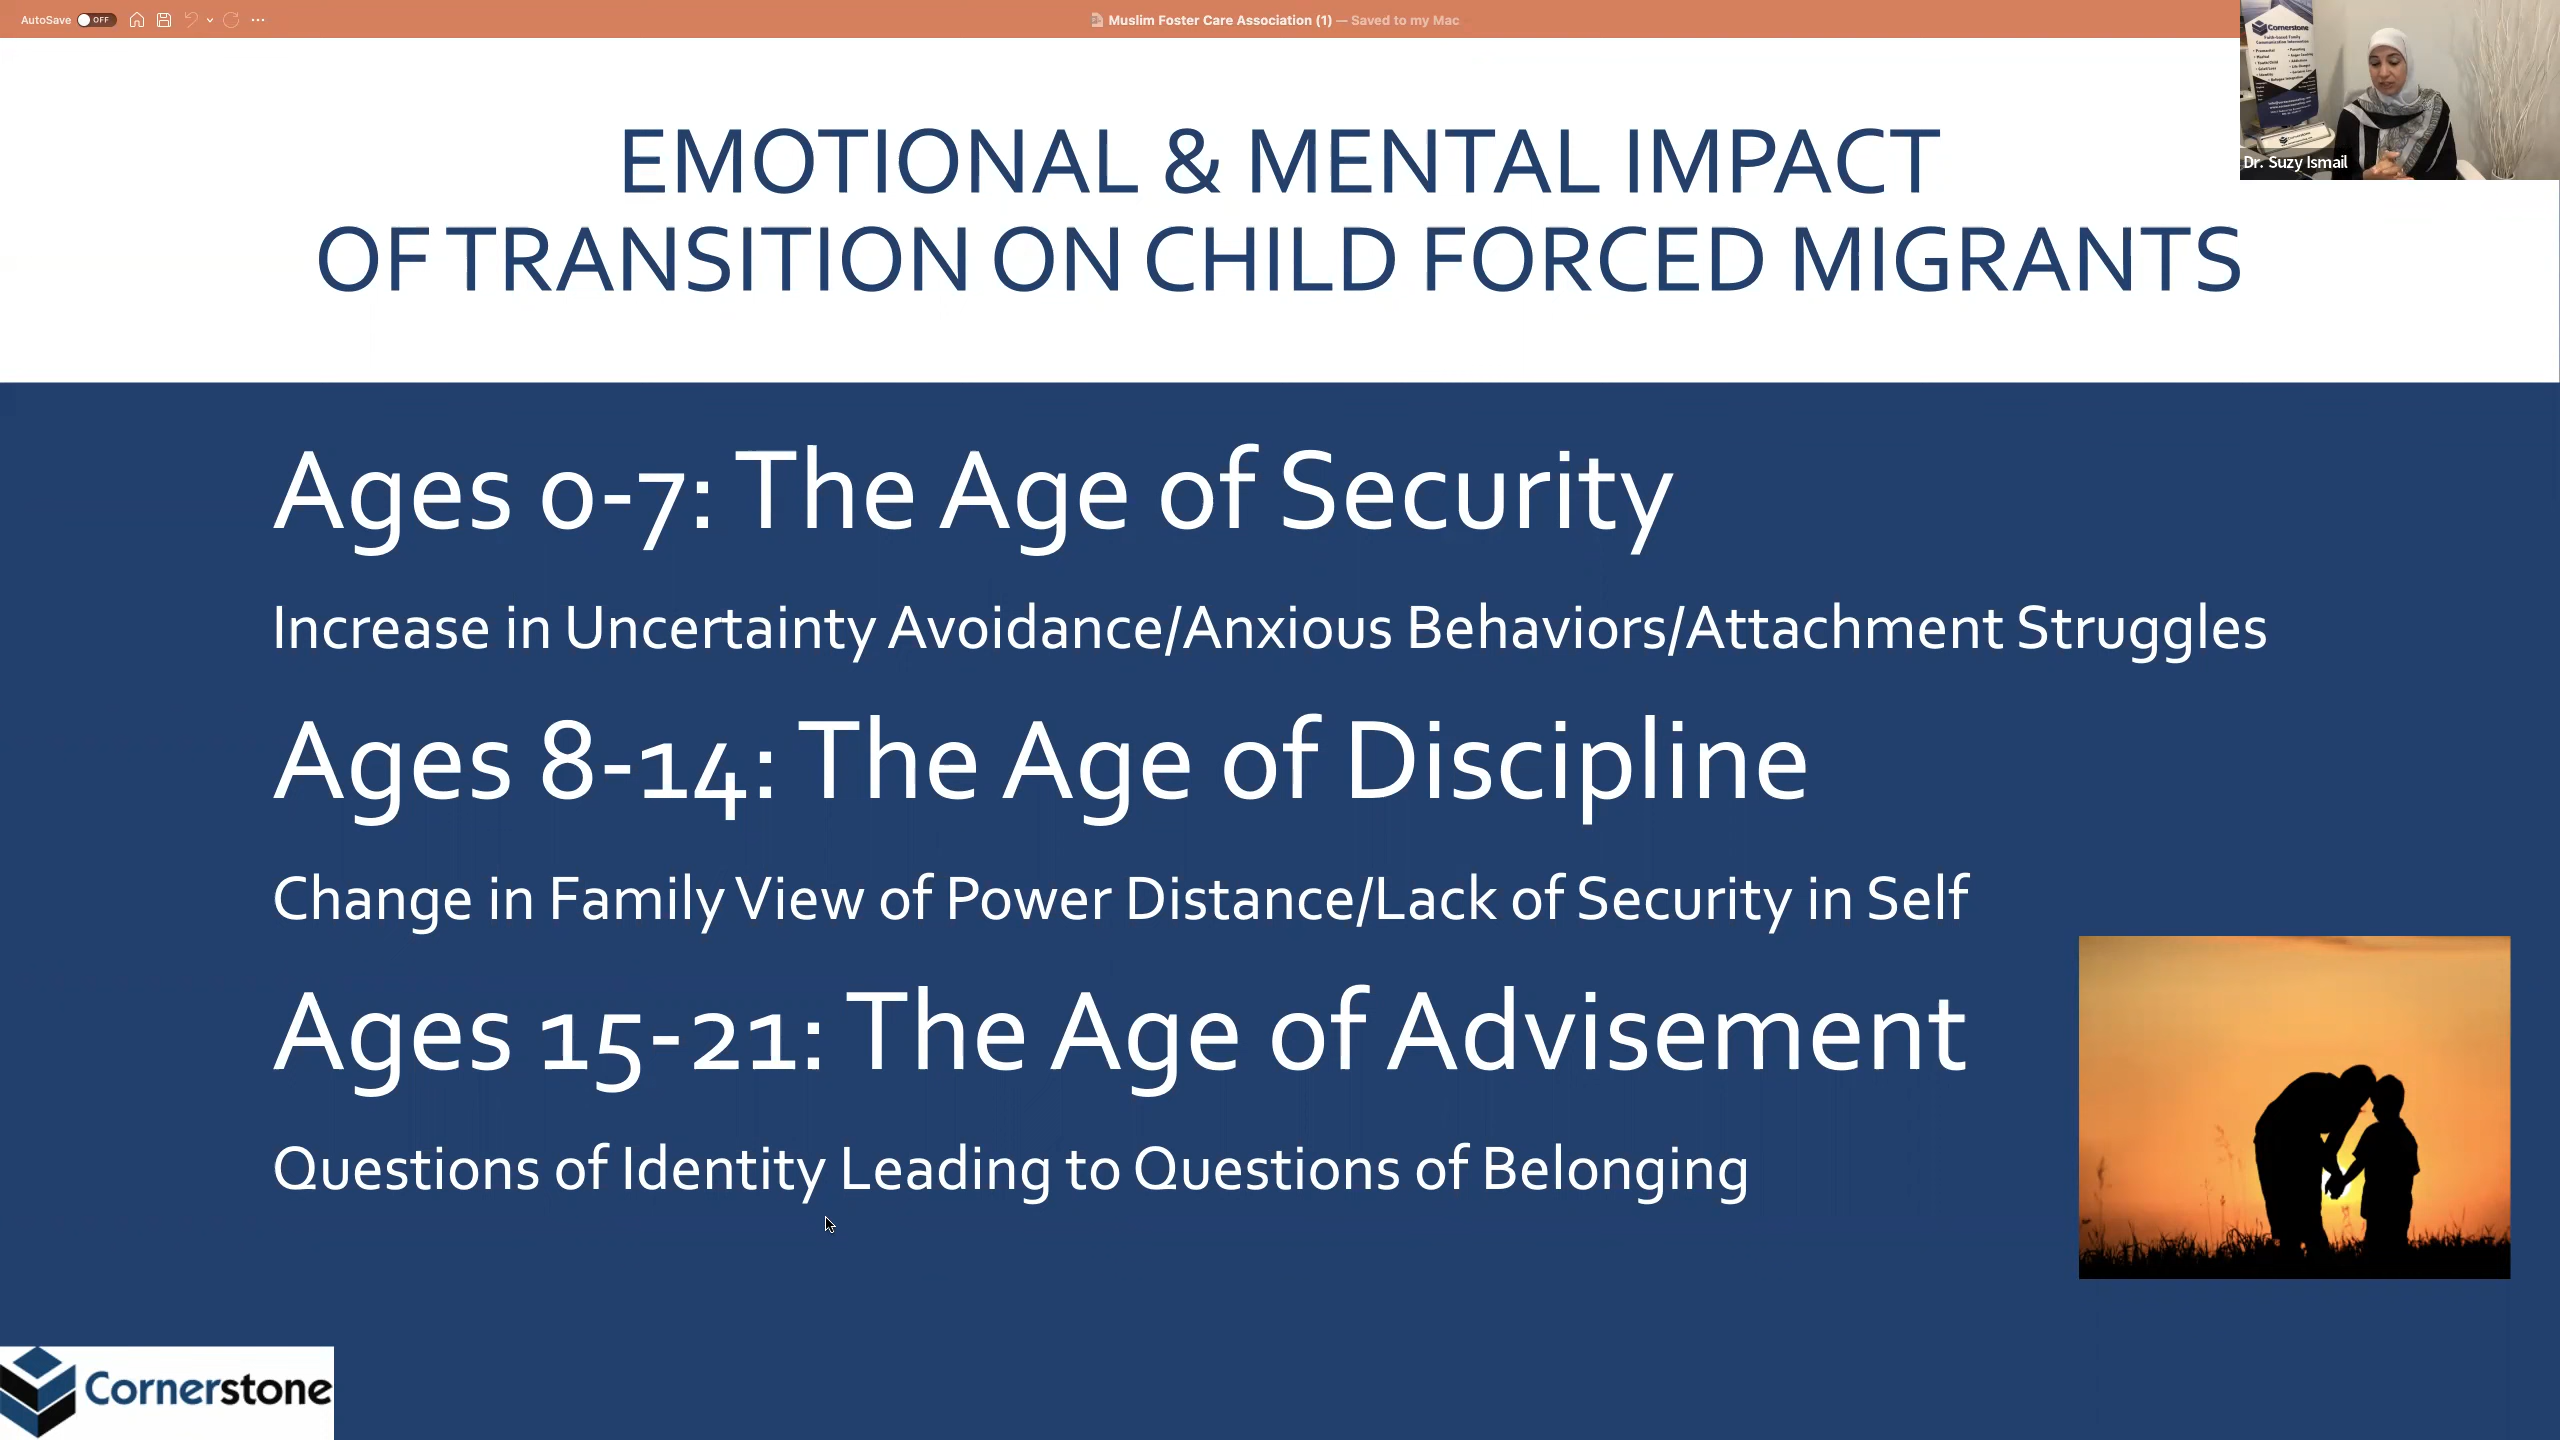 AutoSave OFF
Muslim Foster Care Association (1) — Saved to my Mac
Cornerstone
Dr. Suzy Ismail
EMOTIONAL & MENTAL IMPACT
OF TRANSITION ON CHILD FORCED MIGRANTS
Ages 0-7: The Age of Security
Increase in Uncertainty Avoidance/Anxious Behaviors/Attachment Struggles
Ages 8-14: The Age of Discipline
Change in Family View of Power Distance/Lack of Security in Self
Ages 15-21: The Age of Advisement
Questions of Identity Leading to Questions of Belonging
Cornerstone